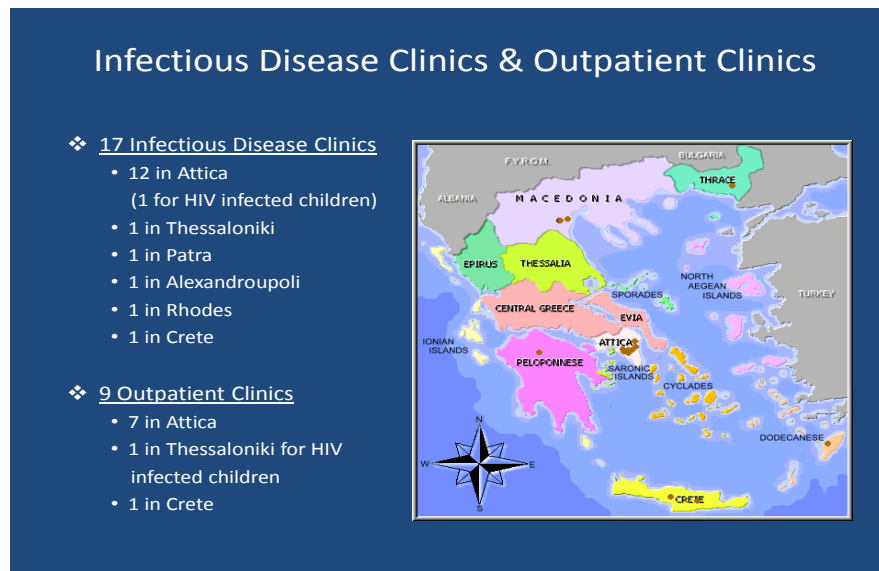 Infectious Disease Clinics & Outpatient Clinics
❖ 17 Infectious Disease Clinics
• 12 in Attica
(1 for HIV infected children)
• 1 in Thessaloniki
• 1 in Patra
• 1 in Alexandroupoli
• 1 in Rhodes
• 1 in Crete
❖ 9 Outpatient Clinics
• 7 in Attica
• 1 in Thessaloniki for HIV
infected children
• 1 in Crete
F.Y.R.O.M.
BULGARIA
THRACE
ALBANIA
MACEDONIA
EPIRUS
THESSALIA
NORTH
AEGEAN
ISLANDS
TURKEY
SPORADES
CENTRAL GREECE
EVIA
IONIAN
ISLANDS
ATTICA
PELOPONNESE
SARONIC
ISLANDS
CYCLADES
DODECANESE
N
W
E
S
CRETE